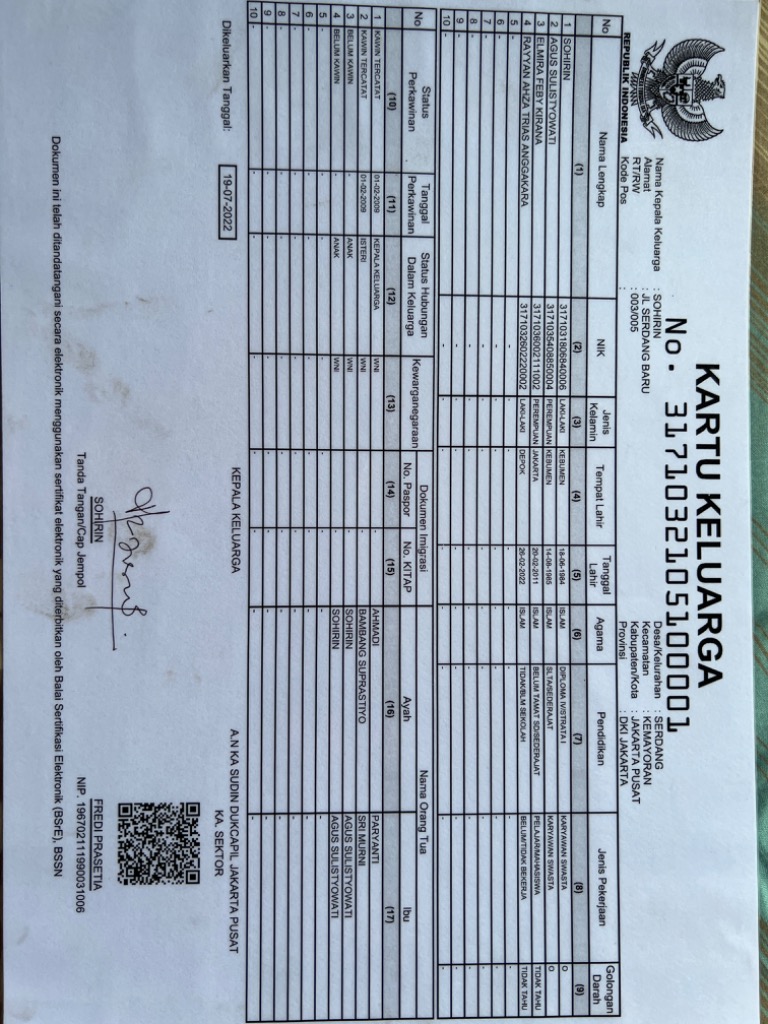 KARTU KELUARGA
No. 3171032105100001
REPUBLIK INDONESIA
Nama Kepala Keluarga : SOHIRIN
Alamat : JL SERDANG BARU
RT/RW : 003/005
Kode Pos :
Desa/Kelurahan : SERDANG
Kecamatan : KEMAYORAN
Kabupaten/Kota : JAKARTA PUSAT
Provinsi : DKI JAKARTA
No Nama Lengkap NIK Jenis Kelamin Tempat Lahir Tanggal Lahir Agama Pendidikan Jenis Pekerjaan Golongan Darah
(1) (2) (3) (4) (5) (6) (7) (8) (9)
1 SOHIRIN 3171031806840006 LAKI-LAKI KEBUMEN 18-06-1984 ISLAM DIPLOMA IV/STRATA I KARYAWAN SWASTA O
2 AGUS SULISTYOWATI 3171035408850004 PEREMPUAN KEBUMEN 14-08-1985 ISLAM SLTA/SEDERAJAT KARYAWAN SWASTA O
3 ELMIRA FEBY KIRANA 3171036002111002 PEREMPUAN JAKARTA 20-02-2011 ISLAM BELUM TAMAT SD/SEDERAJAT PELAJAR/MAHASISWA TIDAK TAHU
4 RAYYAN AHZA TRIAS ANGGAKARA 3171032602220002 LAKI-LAKI DEPOK 26-02-2022 ISLAM TIDAK/BLM SEKOLAH BELUM/TIDAK BEKERJA TIDAK TAHU
5 - - - - - - - - -
6 - - - - - - - - -
7 - - - - - - - - -
8 - - - - - - - - -
9 - - - - - - - - -
10 - - - - - - - - -
No Status Perkawinan Tanggal Perkawinan Status Hubungan Dalam Keluarga Kewarganegaraan Dokumen Imigrasi Nama Orang Tua
No. Paspor No. KITAP Ayah Ibu
(10) (11) (12) (13) (14) (15) (16) (17)
1 KAWIN TERCATAT 01-02-2009 KEPALA KELUARGA WNI - - AHMADI PARYANTI
2 KAWIN TERCATAT 01-02-2009 ISTERI WNI - - BAMBANG SUPRASTIYO SRI MURNI
3 BELUM KAWIN - ANAK WNI - - SOHIRIN AGUS SULISTYOWATI
4 BELUM KAWIN - ANAK WNI - - SOHIRIN AGUS SULISTYOWATI
5 - - - - - - - -
6 - - - - - - - -
7 - - - - - - - -
8 - - - - - - - -
9 - - - - - - - -
10 - - - - - - - -
Dikeluarkan Tanggal: 19-07-2022
KEPALA KELUARGA
SOHIRIN
Tanda Tangan/Cap Jempol
A.N KA SUDIN DUKCAPIL JAKARTA PUSAT
KA. SEKTOR
FREDI PRASETIA
NIP. 196702111990031006
Dokumen ini telah ditandatangani secara elektronik menggunakan sertifikat elektronik yang diterbitkan oleh Balai Sertifikasi Elektronik (BSrE), BSSN